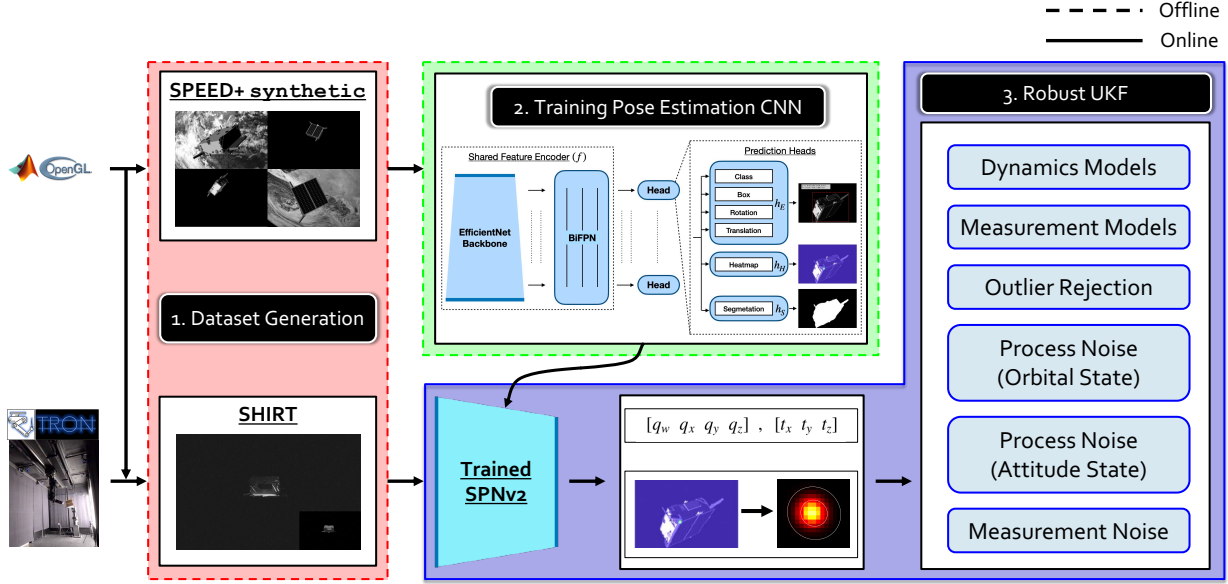 Offline
Online
SPEED+ synthetic
OpenGL
1. Dataset Generation
TRON
SHIRT
2. Training Pose Estimation CNN
Shared Feature Encoder (f)
EfficientNet
Backbone
BiFPN
Head
Head
Prediction Heads
Class
Box
Rotation
Translation
h_E
Heatmap
h_H
Segmetation
h_S
Trained
SPNv2
[q_w q_x q_y q_z] , [t_x t_y t_z]
3. Robust UKF
Dynamics Models
Measurement Models
Outlier Rejection
Process Noise
(Orbital State)
Process Noise
(Attitude State)
Measurement Noise